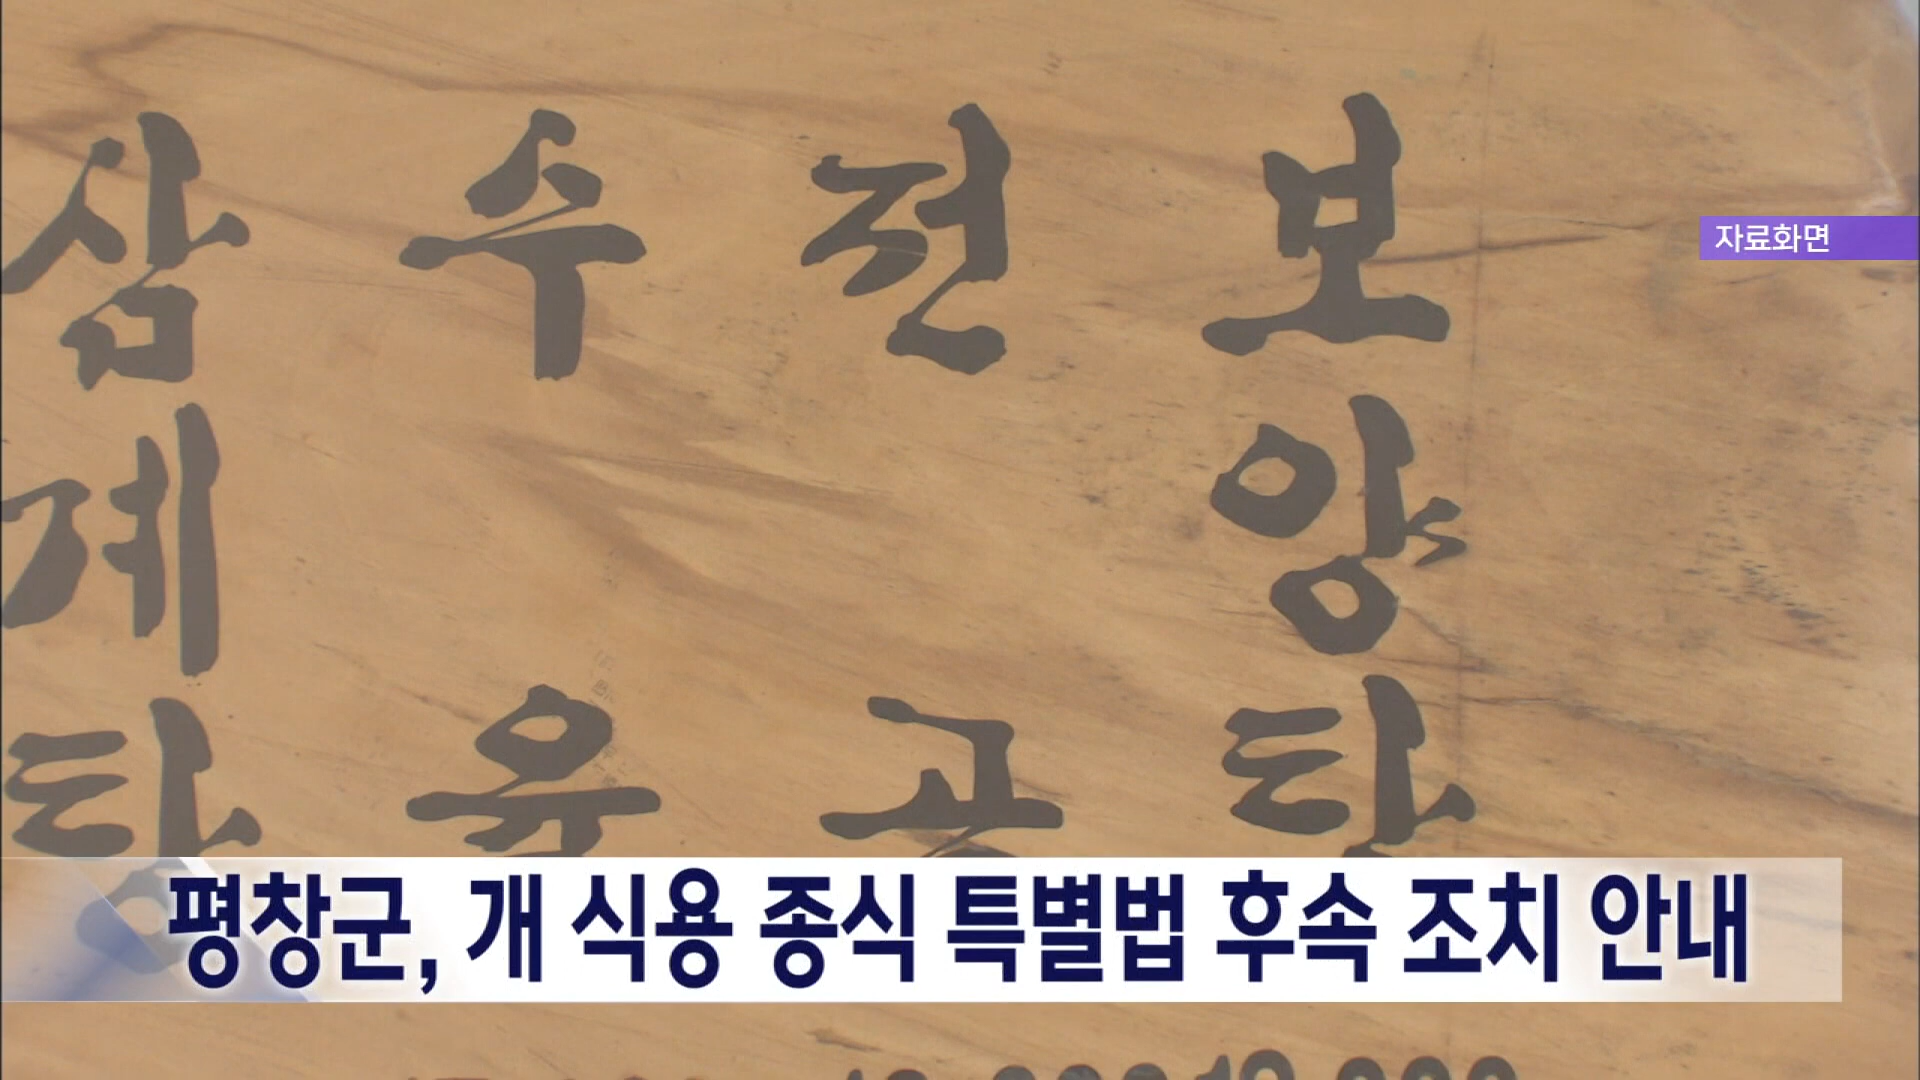 삼계탕
수육
전골
보양탕
자료화면
평창군, 개 식용 종식 특별법 후속 조치 안내